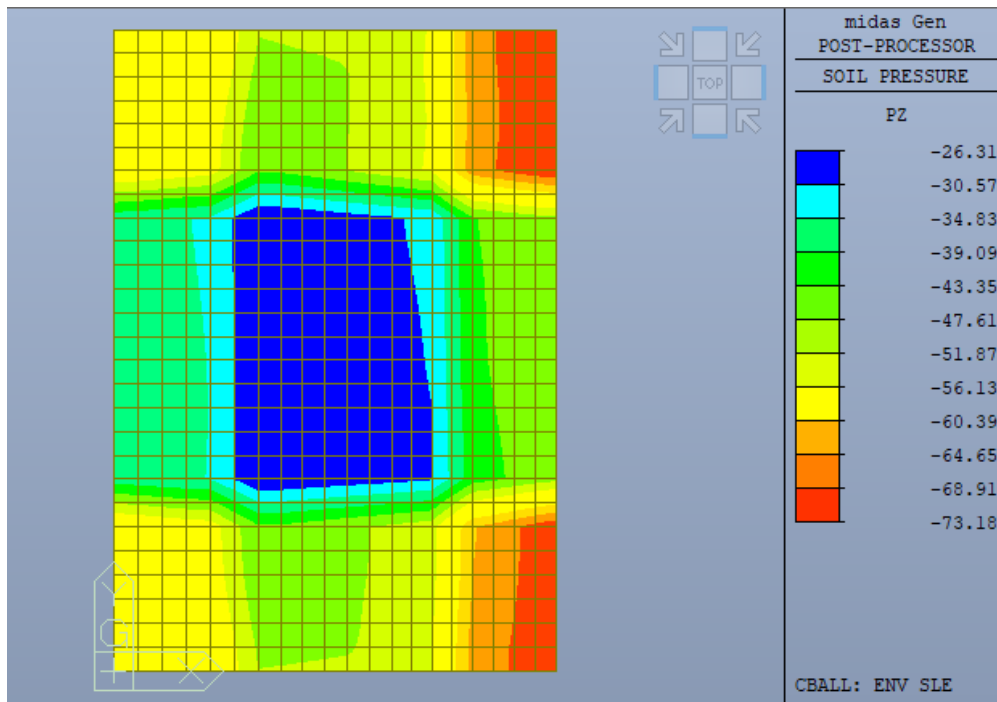 midas Gen
POST-PROCESSOR
SOIL PRESSURE
PZ
TOP
-26.31
-30.57
-34.83
-39.09
-43.35
-47.61
-51.87
-56.13
-60.39
-64.65
-68.91
-73.18
Y
G
X
CBALL: ENV SLE